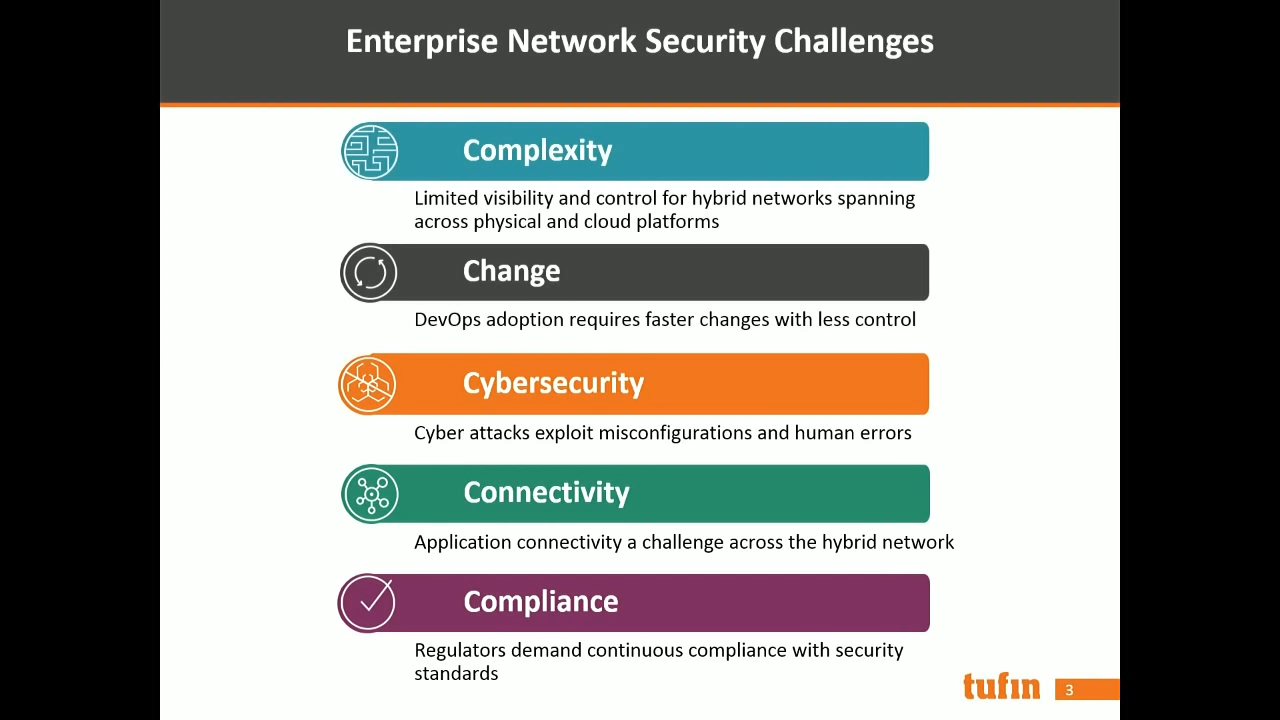 Enterprise Network Security Challenges
Complexity
Limited visibility and control for hybrid networks spanning
across physical and cloud platforms
Change
DevOps adoption requires faster changes with less control
Cybersecurity
Cyber attacks exploit misconfigurations and human errors
Connectivity
Application connectivity a challenge across the hybrid network
Compliance
Regulators demand continuous compliance with security
standards
tufin
3